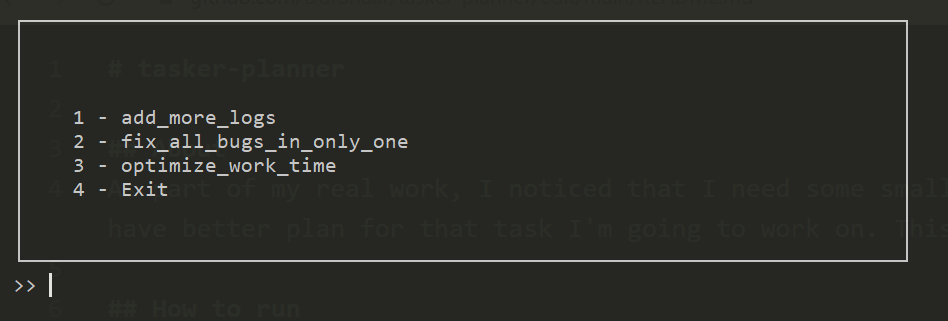 1 # tasker-planner
2
1 - add_more_logs
2 - fix_all_bugs_in_only_one
3
3 - optimize_work_time
4 - Exit
4 part of my real work, I noticed that I need some small
have better plan for that task I'm going to work on. This
>>
6 ## How to run